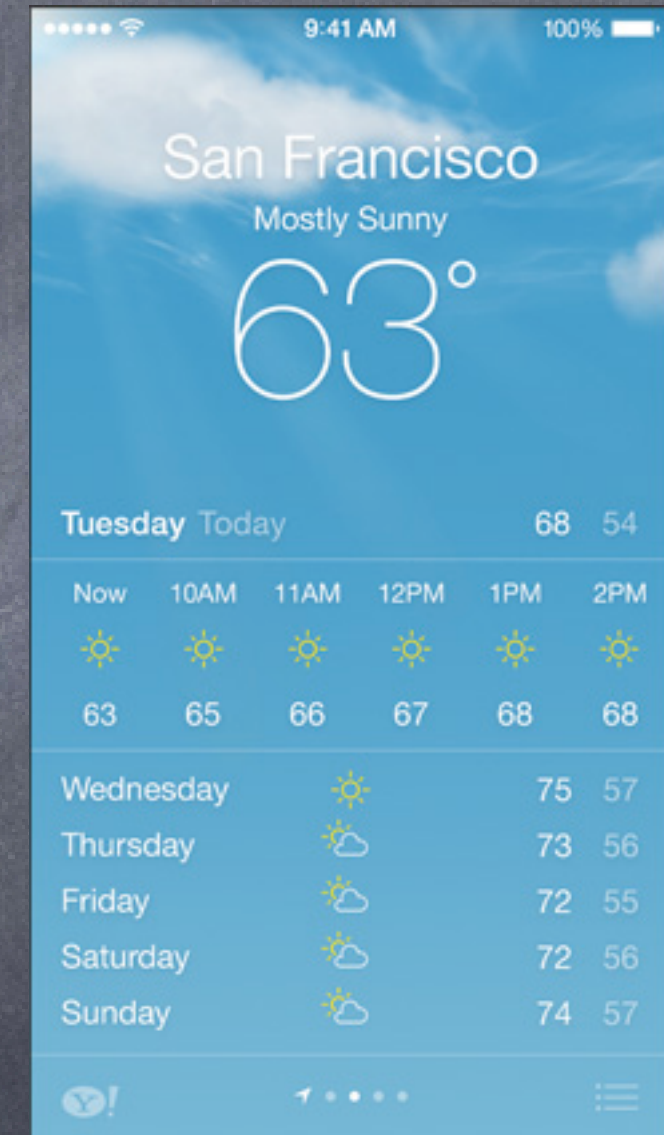 9:41 AM 100%
San Francisco
Mostly Sunny
63°
Tuesday Today 68 54
Now 10AM 11AM 12PM 1PM 2PM
63 65 66 67 68 68
Wednesday 75 57
Thursday 73 56
Friday 72 55
Saturday 72 56
Sunday 74 57
Y!